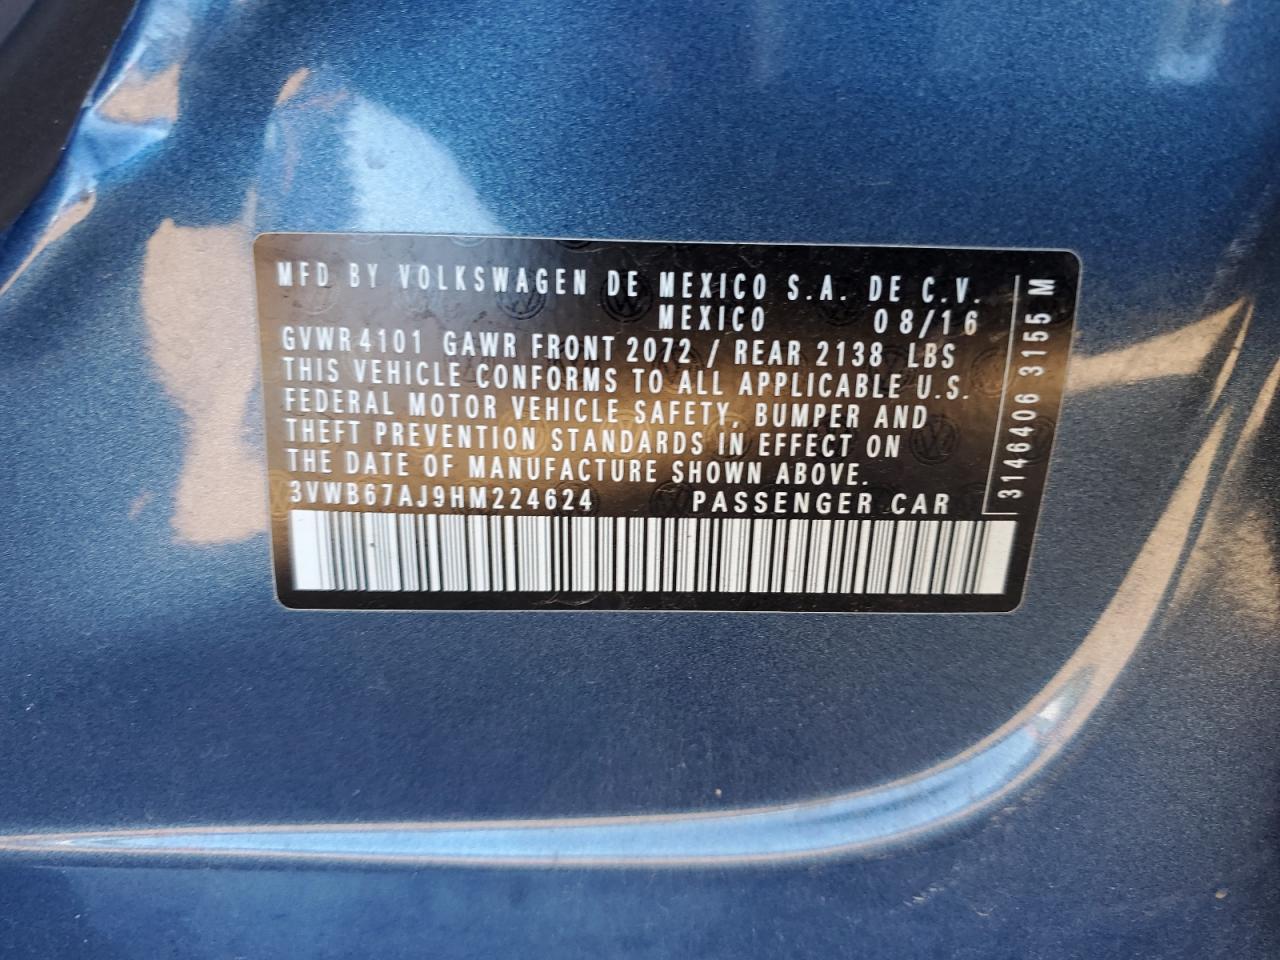 MFD BY VOLKSWAGEN DE MEXICO S.A. DE C.V.
MEXICO 08/16
GVWR 4101 GAWR FRONT 2072 / REAR 2138 LBS
THIS VEHICLE CONFORMS TO ALL APPLICABLE U.S.
FEDERAL MOTOR VEHICLE SAFETY, BUMPER AND
THEFT PREVENTION STANDARDS IN EFFECT ON
THE DATE OF MANUFACTURE SHOWN ABOVE.
3VWB67AJ9HM224624 PASSENGER CAR
3146406 3155 M